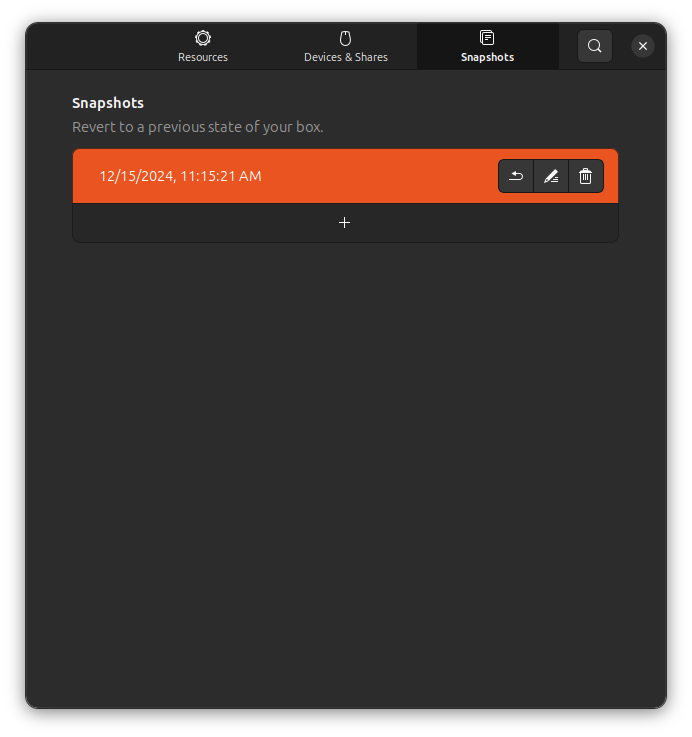 Resources
Devices & Shares
Snapshots
Snapshots
Revert to a previous state of your box.
12/15/2024, 11:15:21 AM